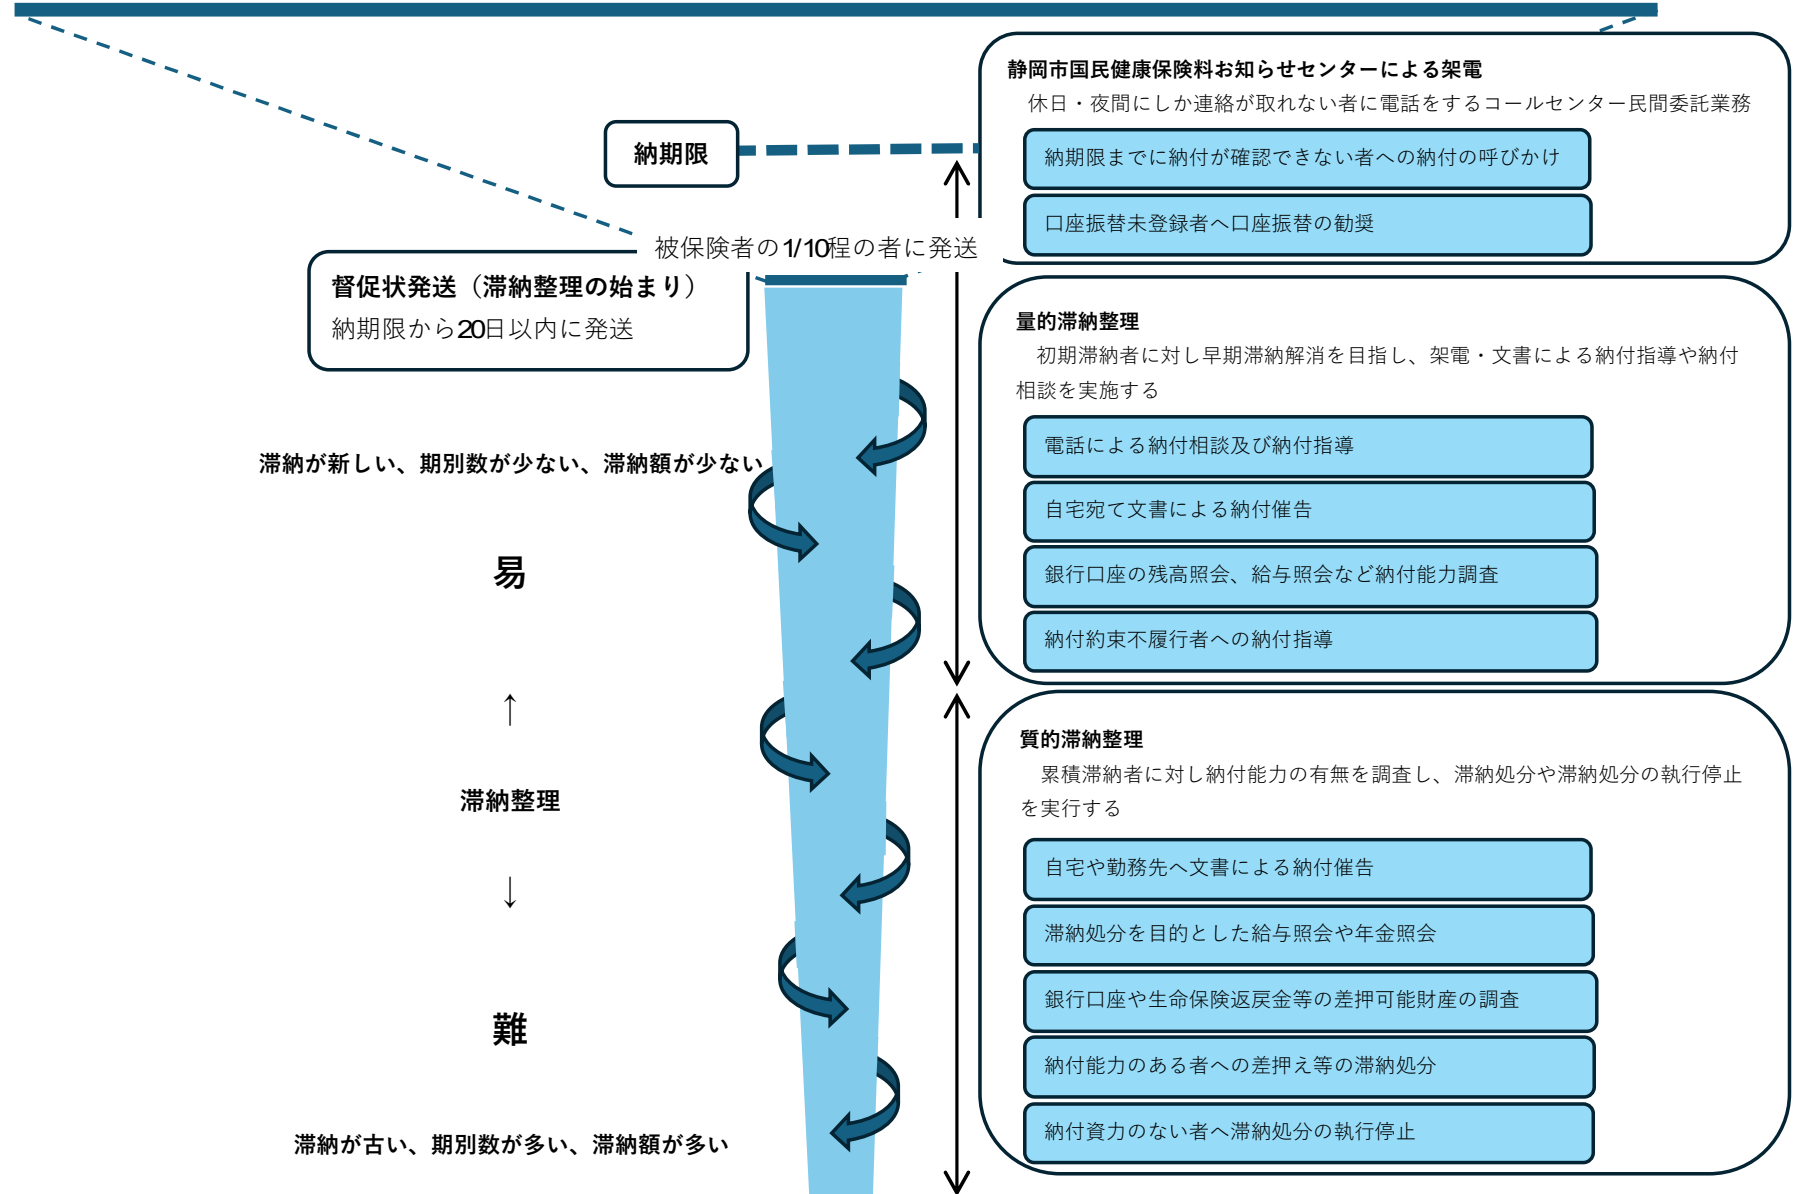 静岡市国民健康保険料お知らせセンターによる架電
休日・夜間にしか連絡が取れない者に電話をするコールセンター民間委託業務
納期限までに納付が確認できない者への納付の呼びかけ
口座振替未登録者へ口座振替の勧奨
納期限
被保険者の1/10程の者に発送
督促状発送（滞納整理の始まり）
納期限から20日以内に発送
滞納が新しい、期別数が少ない、滞納額が少ない
易
↑
滞納整理
↓
難
滞納が古い、期別数が多い、滞納額が多い
量的滞納整理
初期滞納者に対し早期滞納解消を目指し、架電・文書による納付指導や納付
相談を実施する
電話による納付相談及び納付指導
自宅宛て文書による納付催告
銀行口座の残高照会、給与照会など納付能力調査
納付約束不履行者への納付指導
質的滞納整理
累積滞納者に対し納付能力の有無を調査し、滞納処分や滞納処分の執行停止
を実行する
自宅や勤務先へ文書による納付催告
滞納処分を目的とした給与照会や年金照会
銀行口座や生命保険返戻金等の差押可能財産の調査
納付能力のある者への差押え等の滞納処分
納付資力のない者へ滞納処分の執行停止